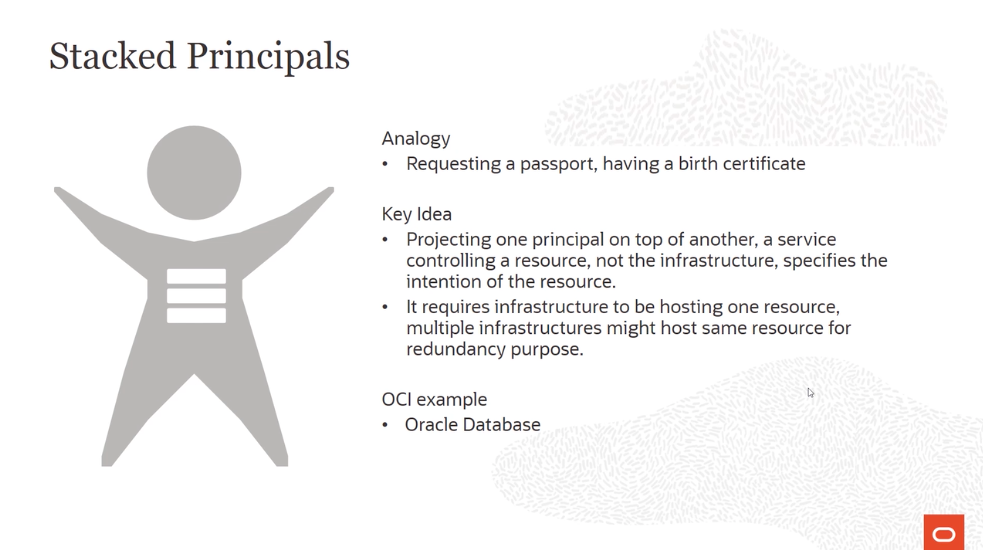 Stacked Principals
Analogy
• Requesting a passport, having a birth certificate
Key Idea
• Projecting one principal on top of another, a service
controlling a resource, not the infrastructure, specifies the
intention of the resource.
• It requires infrastructure to be hosting one resource,
multiple infrastructures might host same resource for
redundancy purpose.
OCI example
• Oracle Database